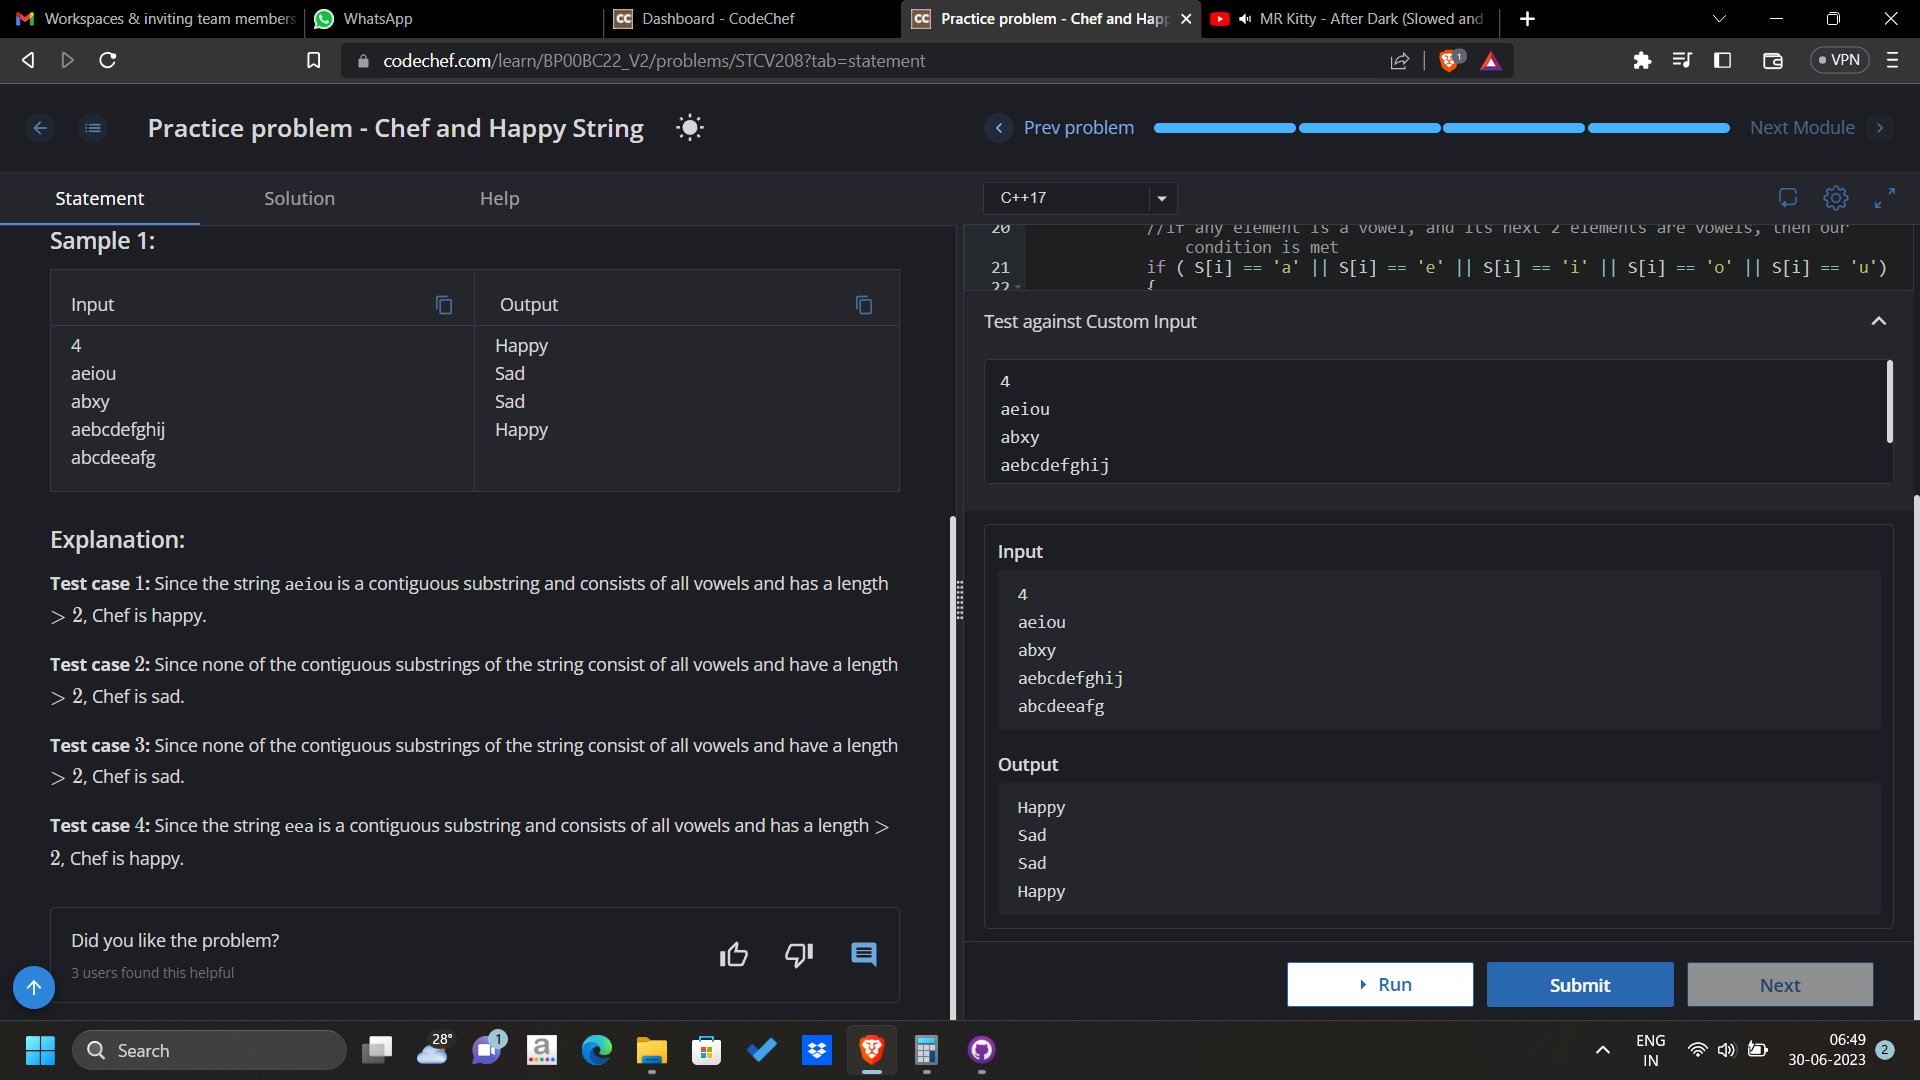 Workspaces & inviting team members
WhatsApp
CC Dashboard - CodeChef
CC Practice problem - Chef and Happ
MR Kitty - After Dark (Slowed and
codechef.com/learn/BP00BC22_V2/problems/STCV208?tab=statement
1
VPN
Practice problem - Chef and Happy String
Prev problem
Next Module
Statement
Solution
Help
C++17
Sample 1:
Input
Output
4
aeiou
abxy
aebcdefghij
abcdeeafg
Happy
Sad
Sad
Happy
Explanation:
Test case 1: Since the string aeiou is a contiguous substring and consists of all vowels and has a length
> 2, Chef is happy.
Test case 2: Since none of the contiguous substrings of the string consist of all vowels and have a length
> 2, Chef is sad.
Test case 3: Since none of the contiguous substrings of the string consist of all vowels and have a length
> 2, Chef is sad.
Test case 4: Since the string eea is a contiguous substring and consists of all vowels and has a length >
2, Chef is happy.
Did you like the problem?
3 users found this helpful
20 //if any element is a vowel, and its next 2 elements are vowels, then our
condition is met
21 if ( S[i] == 'a' || S[i] == 'e' || S[i] == 'i' || S[i] == 'o' || S[i] == 'u')
22 {
Test against Custom Input
4
aeiou
abxy
aebcdefghij
Input
4
aeiou
abxy
aebcdefghij
abcdeeafg
Output
Happy
Sad
Sad
Happy
Run
Submit
Next
Search
28°
1
a
ENG
IN
06:49
30-06-2023
2